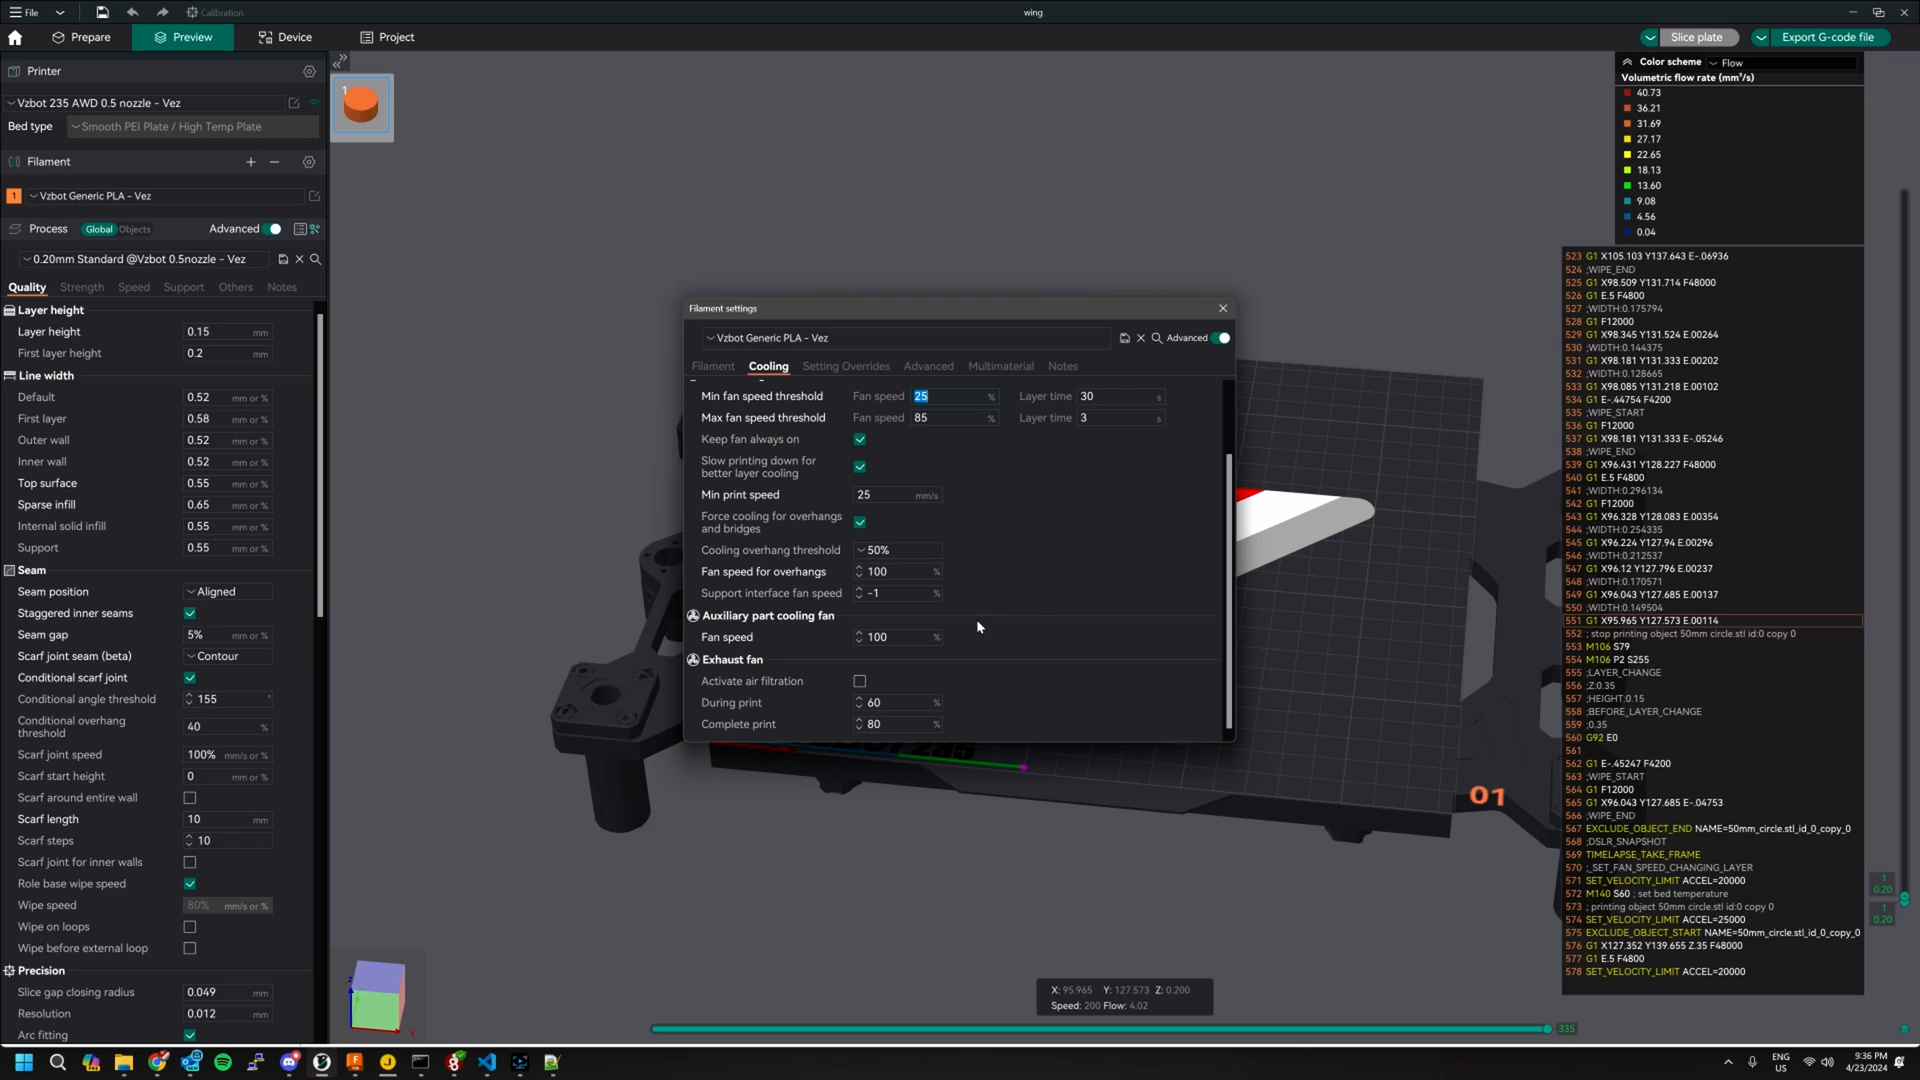 File
Calibration
wing
Prepare
Preview
Device
Project
Slice plate
Export G-code file
Printer
Vzbot 235 AWD 0.5 nozzle - Vez
Bed type
Smooth PEI Plate / High Temp Plate
Filament
1 Vzbot Generic PLA - Vez
Process Global Objects Advanced
0.20mm Standard @Vzbot 0.5nozzle - Vez
Quality Strength Speed Support Others Notes
Layer height
Layer height 0.15 mm
First layer height 0.2 mm
Line width
Default 0.52 mm or %
First layer 0.58 mm or %
Outer wall 0.52 mm or %
Inner wall 0.52 mm or %
Top surface 0.55 mm or %
Sparse infill 0.65 mm or %
Internal solid infill 0.55 mm or %
Support 0.55 mm or %
Seam
Seam position Aligned
Staggered inner seams
Seam gap 5% mm or %
Scarf joint seam (beta) Contour
Conditional scarf joint
Conditional angle threshold 155 °
Conditional overhang
threshold
40 %
Scarf joint speed 100% mm/s or %
Scarf start height 0 mm or %
Scarf around entire wall
Scarf length 10 mm
Scarf steps 10
Scarf joint for inner walls
Role base wipe speed
Wipe speed 80% mm/s or %
Wipe on loops
Wipe before external loop
Precision
Slice gap closing radius 0.049 mm
Resolution 0.012 mm
Arc fitting
1
Filament settings
Vzbot Generic PLA - Vez
Advanced
Filament Cooling Setting Overrides Advanced Multimaterial Notes
Min fan speed threshold Fan speed 25 % Layer time 30 s
Max fan speed threshold Fan speed 85 % Layer time 3 s
Keep fan always on
Slow printing down for
better layer cooling
Min print speed 25 mm/s
Force cooling for overhangs
and bridges
Cooling overhang threshold 50%
Fan speed for overhangs 100 %
Support interface fan speed -1 %
Auxiliary part cooling fan
Fan speed 100 %
Exhaust fan
Activate air filtration
During print 60 %
Complete print 80 %
01
X: 95.965 Y: 127.573 Z: 0.200
Speed: 200 Flow: 4.02
335
Color scheme Flow
Volumetric flow rate (mm³/s)
40.73
36.21
31.69
27.17
22.65
18.13
13.60
9.08
4.56
0.04
523 G1 X105.103 Y137.643 E-.06936
524 ;WIPE_END
525 G1 X98.509 Y131.714 F48000
526 G1 E.5 F4800
527 ;WIDTH:0.175794
528 G1 F12000
529 G1 X98.345 Y131.524 E.00264
530 ;WIDTH:0.144375
531 G1 X98.181 Y131.333 E.00202
532 ;WIDTH:0.128665
533 G1 X98.085 Y131.218 E.00102
534 G1 E-.44754 F4200
535 ;WIPE_START
536 G1 F12000
537 G1 X98.181 Y131.333 E-.05246
538 ;WIPE_END
539 G1 X96.431 Y128.227 F48000
540 G1 E.5 F4800
541 ;WIDTH:0.296134
542 G1 F12000
543 G1 X96.328 Y128.083 E.00354
544 ;WIDTH:0.254335
545 G1 X96.224 Y127.94 E.00296
546 ;WIDTH:0.212537
547 G1 X96.12 Y127.796 E.00237
548 ;WIDTH:0.170571
549 G1 X96.043 Y127.685 E.00137
550 ;WIDTH:0.149504
551 G1 X95.965 Y127.573 E.00114
552 ; stop printing object 50mm circle.stl id:0 copy 0
553 M106 S79
554 M106 P2 S255
555 ;LAYER_CHANGE
556 ;Z:0.35
557 ;HEIGHT:0.15
558 ;BEFORE_LAYER_CHANGE
559 ;0.35
560 G92 E0
561
562 G1 E-.45247 F4200
563 ;WIPE_START
564 G1 F12000
565 G1 X96.043 Y127.685 E-.04753
566 ;WIPE_END
567 EXCLUDE_OBJECT_END NAME=50mm_circle.stl_id_0_copy_0
568 ;DSLR_SNAPSHOT
569 TIMELAPSE_TAKE_FRAME
570 ;_SET_FAN_SPEED_CHANGING_LAYER
571 SET_VELOCITY_LIMIT ACCEL=20000
572 M140 S60 ; set bed temperature
573 ; printing object 50mm circle.stl id:0 copy 0
574 SET_VELOCITY_LIMIT ACCEL=25000
575 EXCLUDE_OBJECT_START NAME=50mm_circle.stl_id_0_copy_0
576 G1 X127.352 Y139.655 Z.35 F48000
577 G1 E.5 F4800
578 SET_VELOCITY_LIMIT ACCEL=20000
1
0.20
1
0.20
ENG
US
9:36 PM
4/23/2024